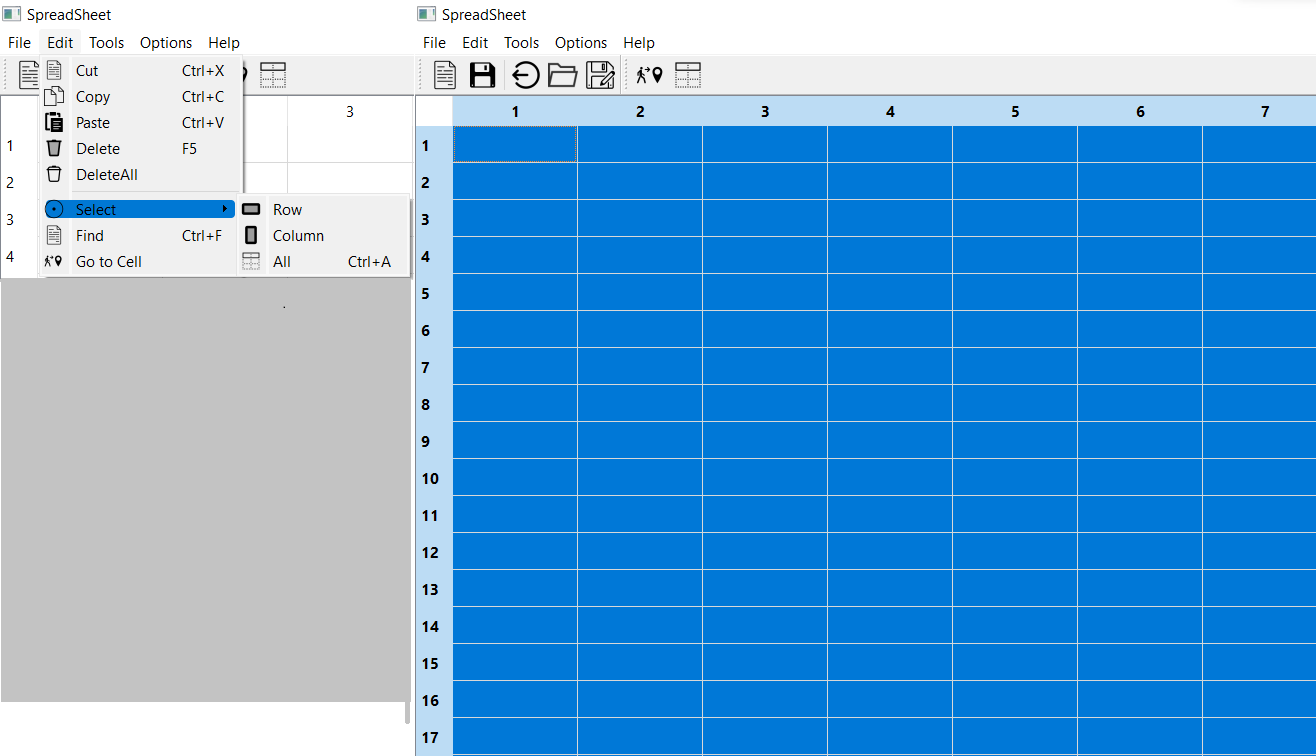 SpreadSheet
File Edit Tools Options Help
Cut Ctrl+X
Copy Ctrl+C
Paste Ctrl+V
Delete F5
DeleteAll
Select
Find Ctrl+F
Go to Cell
Row
Column
All Ctrl+A
3
1
2
3
4
SpreadSheet
File Edit Tools Options Help
1 2 3 4 5 6 7
1
2
3
4
5
6
7
8
9
10
11
12
13
14
15
16
17